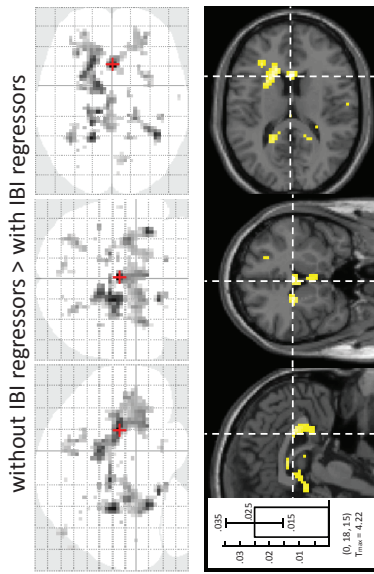 without IBI regressors > with IBI regressors
.035
.025
.015
.03
.02
.01
(0, 18, 15)
Tmax = 4.22